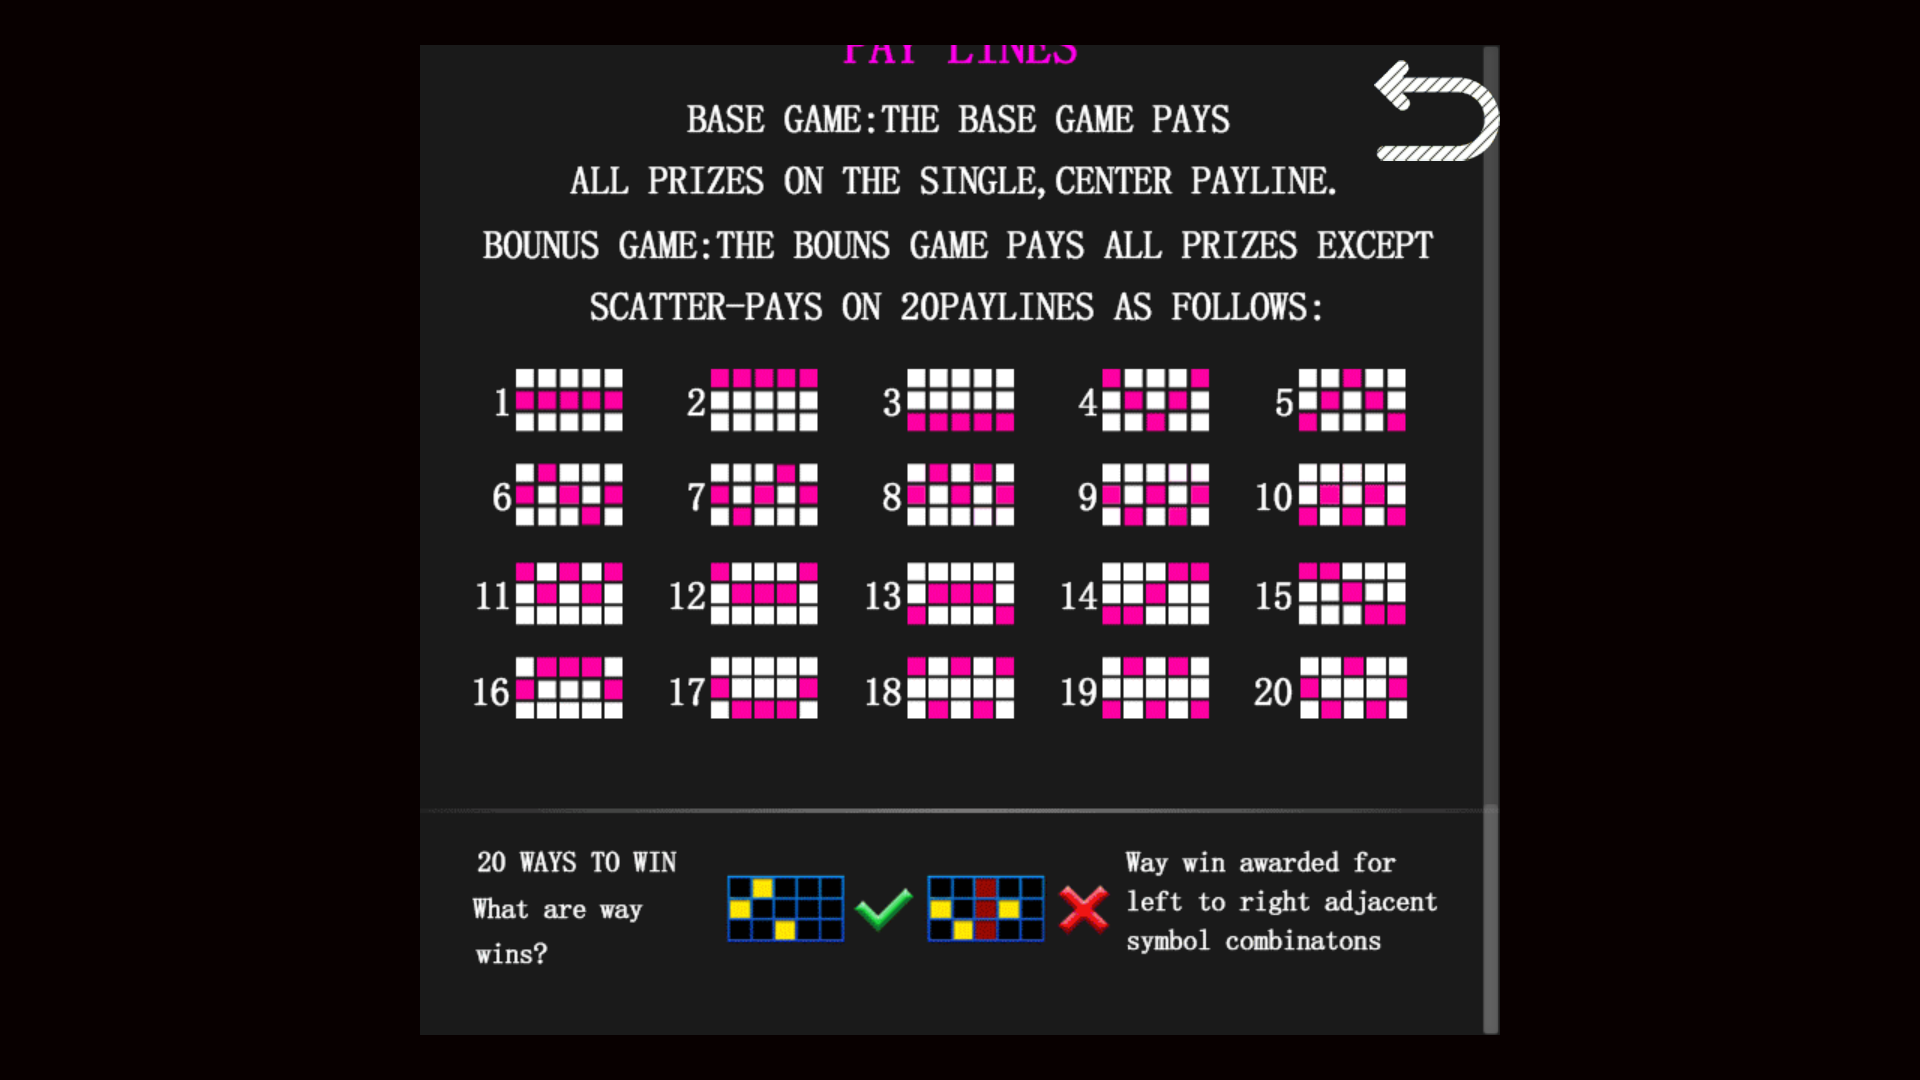 PAY LINES
BASE GAME:THE BASE GAME PAYS
ALL PRIZES ON THE SINGLE,CENTER PAYLINE.
BOUNUS GAME:THE BOUNS GAME PAYS ALL PRIZES EXCEPT
SCATTER-PAYS ON 20PAYLINES AS FOLLOWS:
1 2 3 4 5
6 7 8 9 10
11 12 13 14 15
16 17 18 19 20
20 WAYS TO WIN
What are way
wins?
Way win awarded for
left to right adjacent
symbol combinatons